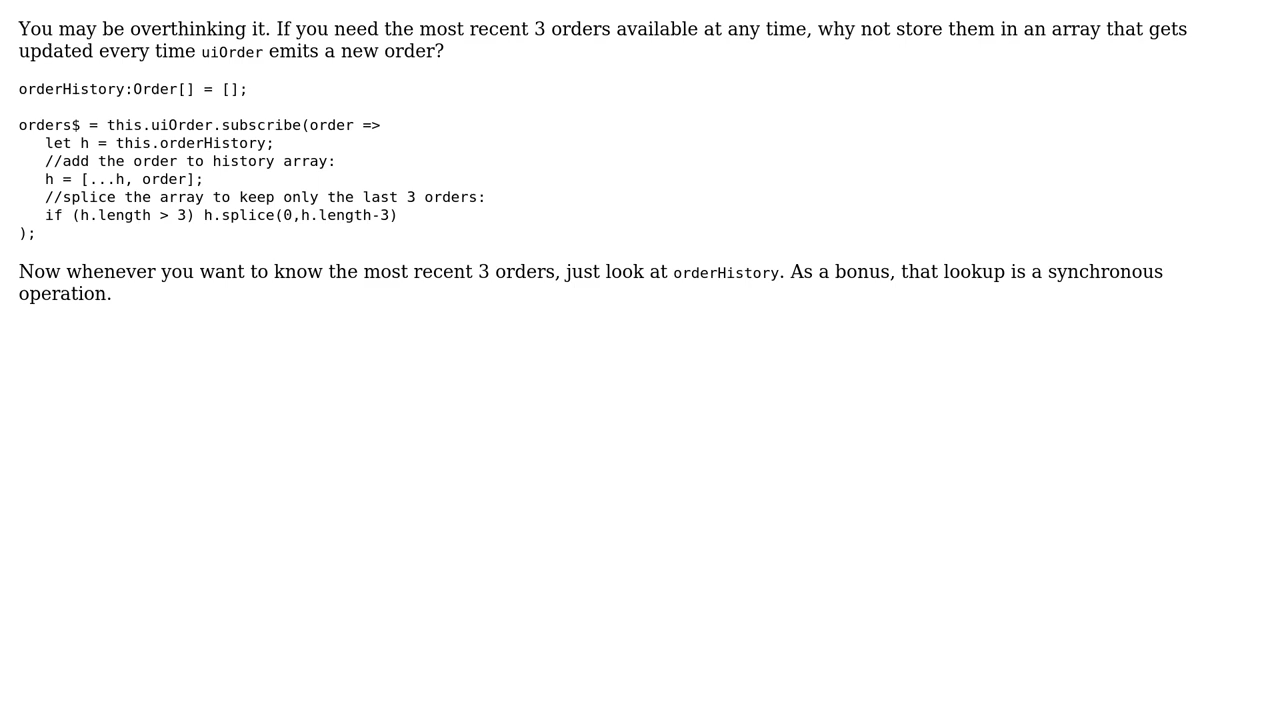 You may be overthinking it. If you need the most recent 3 orders available at any time, why not store them in an array that gets
updated every time uiOrder emits a new order?
orderHistory:Order[] = [];
orders$ = this.uiOrder.subscribe(order =>
   let h = this.orderHistory;
   //add the order to history array:
   h = [...h, order];
   //splice the array to keep only the last 3 orders:
   if (h.length > 3) h.splice(0,h.length-3)
);
Now whenever you want to know the most recent 3 orders, just look at orderHistory. As a bonus, that lookup is a synchronous
operation.